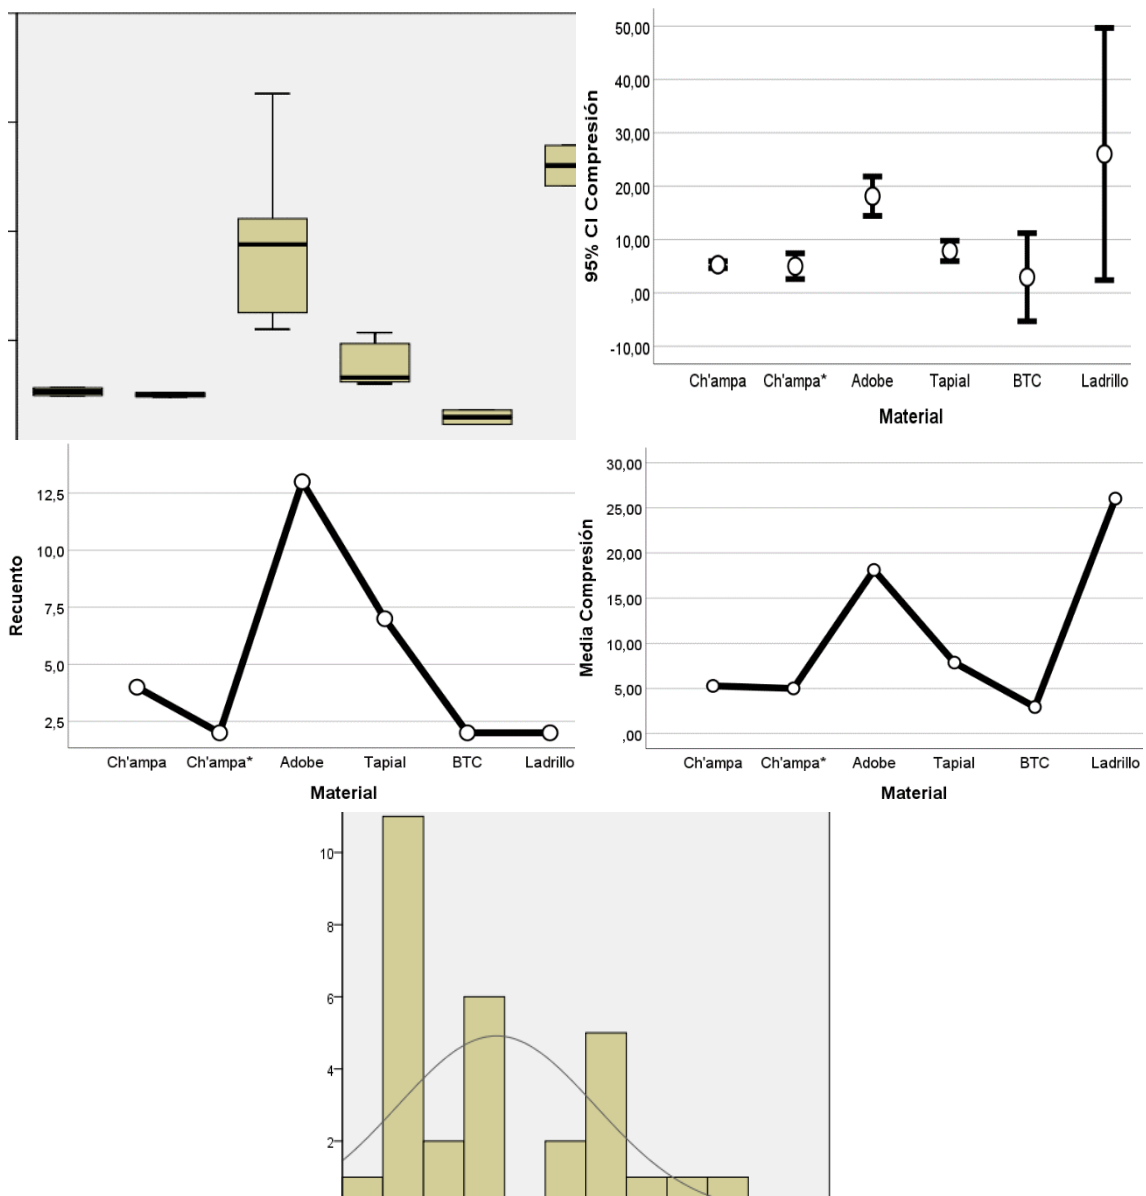 50,00
40,00
30,00
20,00
10,00
,00
-10,00
95% CI Compresión
Ch'ampa Ch'ampa* Adobe Tapial BTC Ladrillo
Material
12,5
10,0
7,5
5,0
2,5
Recuento
Ch'ampa Ch'ampa* Adobe Tapial BTC Ladrillo
Material
30,00
25,00
20,00
15,00
10,00
5,00
,00
Media Compresión
Ch'ampa Ch'ampa* Adobe Tapial BTC Ladrillo
Material
10
8
6
4
2